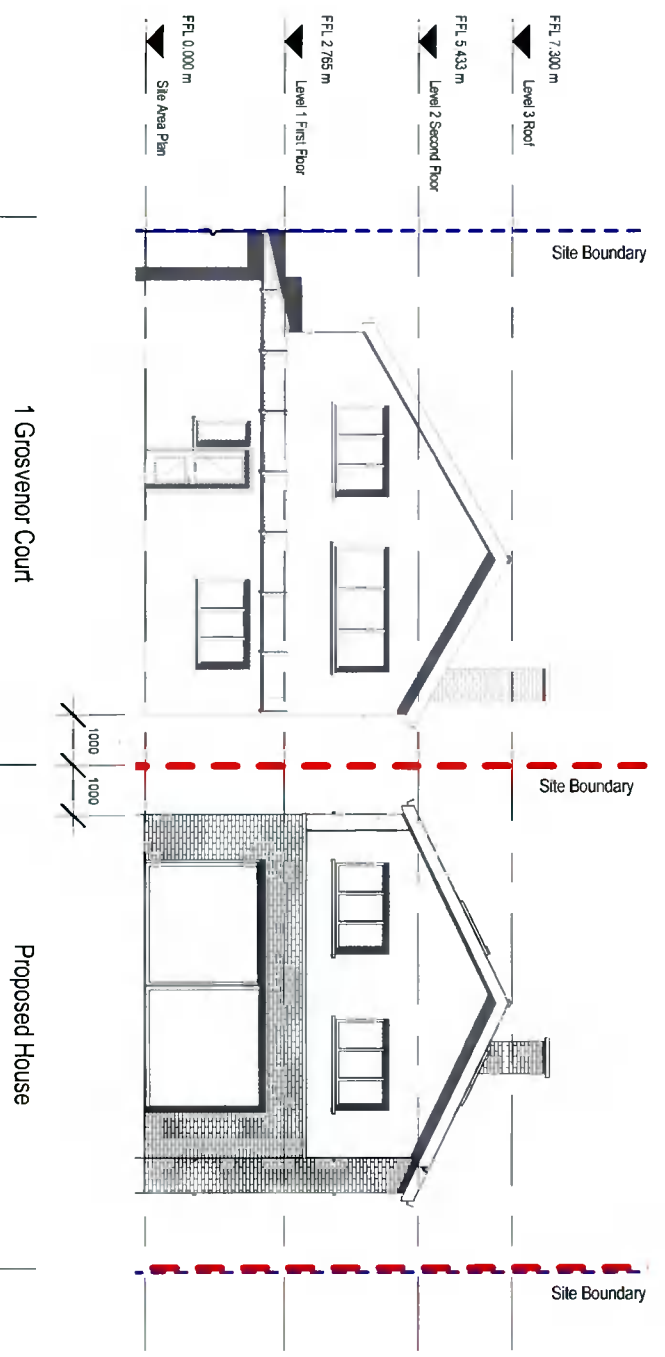 FFL 7.300 m
Level 3 Roof
FFL 5.433 m
Level 2 Second Floor
FFL 2.765 m
Level 1 First Floor
FFL 0.000 m
Site Area Plan
Site Boundary
Site Boundary
Site Boundary
1000
1000
1 Grosvenor Court
Proposed House